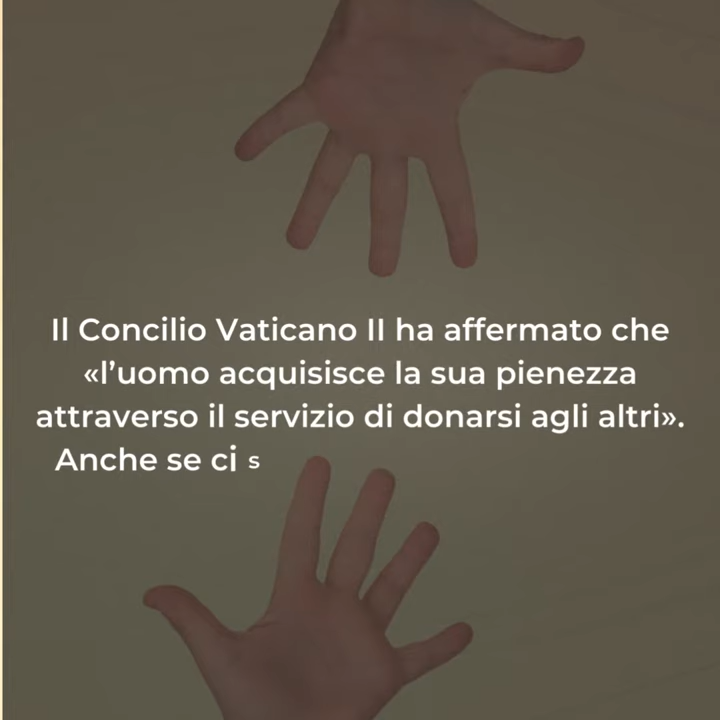 Il Concilio Vaticano II ha affermato che
«l’uomo acquisisce la sua pienezza
attraverso il servizio di donarsi agli altri».
Anche se ci s